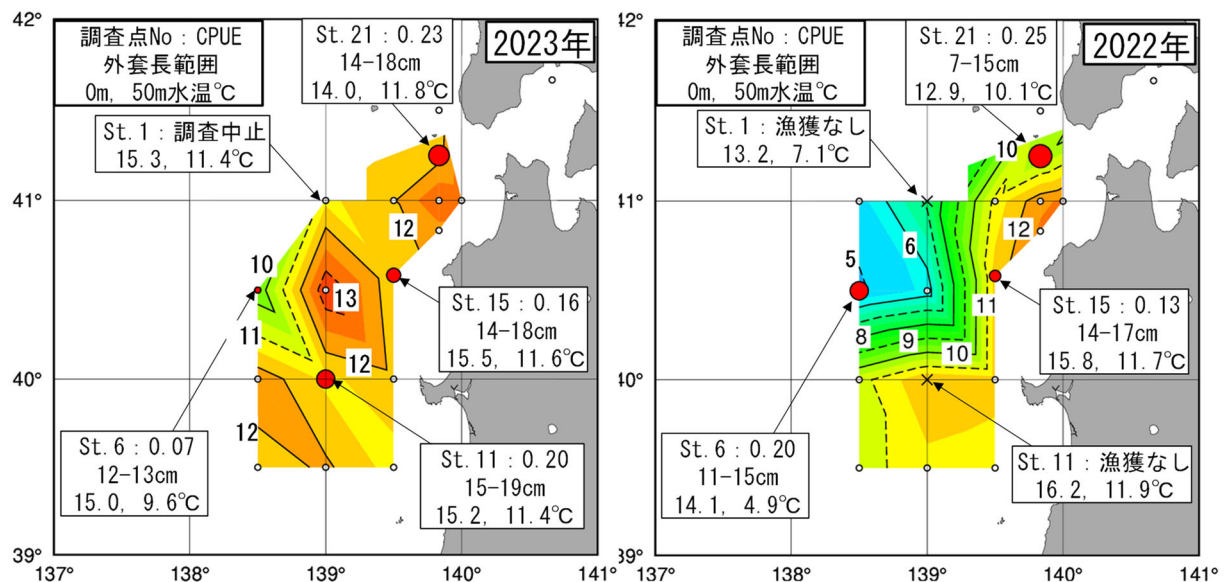 調査点No：CPUE
外套長範囲
0m, 50m水温℃
St.21：0.23
14-18cm
14.0, 11.8℃
2023年
St.1：調査中止
15.3, 11.4℃
12
10
13
11
12
12
St.15：0.16
14-18cm
15.5, 11.6℃
St.6：0.07
12-13cm
15.0, 9.6℃
St.11：0.20
15-19cm
15.2, 11.4℃
42°
41°
40°
39°
137°
138°
139°
140°
141°
調査点No：CPUE
外套長範囲
0m, 50m水温℃
St.21：0.25
7-15cm
12.9, 10.1℃
2022年
St.1：漁獲なし
13.2, 7.1℃
10
12
6
5
11
8
9
10
St.15：0.13
14-17cm
15.8, 11.7℃
St.6：0.20
11-15cm
14.1, 4.9℃
St.11：漁獲なし
16.2, 11.9℃
42°
41°
40°
39°
137°
138°
139°
140°
141°